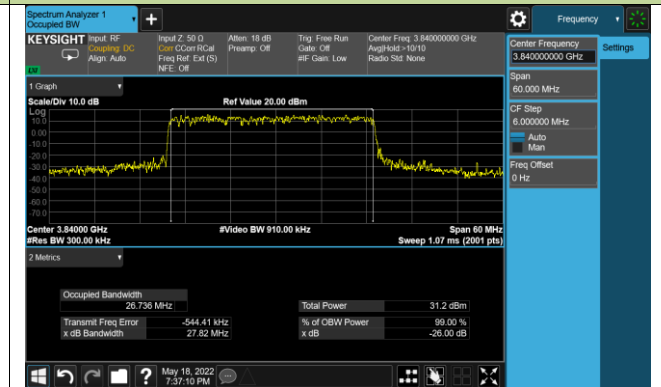 Spectrum Analyzer 1
Occupied BW
+
Frequency
KEYSIGHT
Input: RF
Coupling: DC
Align: Auto
Input Z: 50 Ω
Corr CCorr RCal
Freq Ref: Ext (S)
NFE: Off
Atten: 18 dB
Preamp: Off
Trig: Free Run
Gate: Off
#IF Gain: Low
Center Freq: 3.840000000 GHz
Avg|Hold:>10/10
Radio Std: None
Center Frequency
3.840000000 GHz
Settings
Span
60.000 MHz
CF Step
6.000000 MHz
Auto
Man
Freq Offset
0 Hz
1 Graph
Scale/Div 10.0 dB
Ref Value 20.00 dBm
Log
10.0
0.00
-10.0
-20.0
-30.0
-40.0
-50.0
-60.0
-70.0
Center 3.84000 GHz
#Video BW 910.00 kHz
Span 60 MHz
#Res BW 300.00 kHz
Sweep 1.07 ms (2001 pts)
2 Metrics
Occupied Bandwidth
26.736 MHz
Total Power
31.2 dBm
Transmit Freq Error
-544.41 kHz
% of OBW Power
99.00 %
x dB Bandwidth
27.82 MHz
x dB
-26.00 dB
?
May 18, 2022
7:37:10 PM